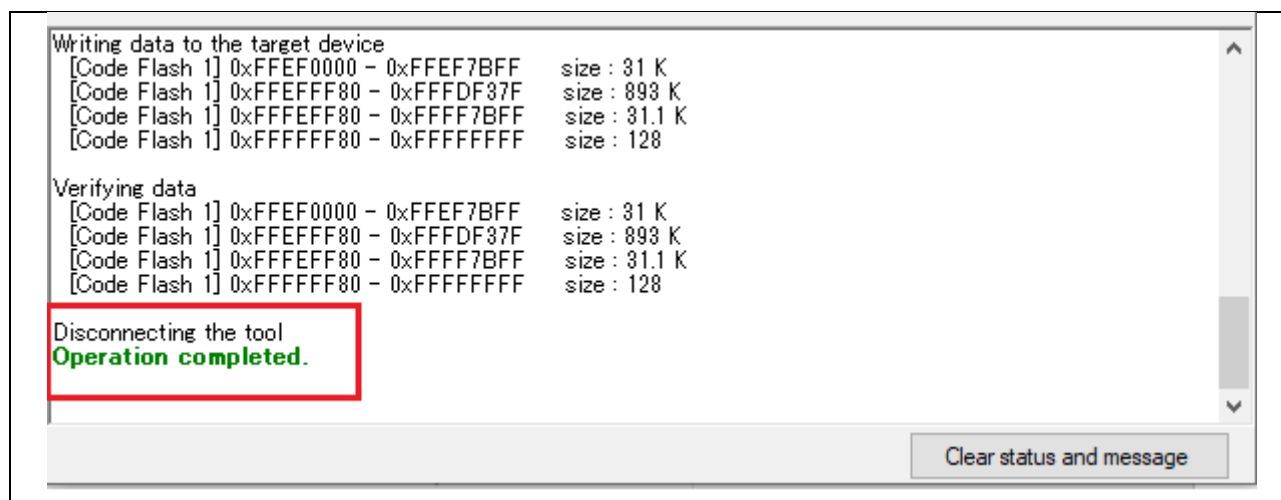 Writing data to the target device
[Code Flash 1] 0xFFEF0000 - 0xFFEF7BFF size : 31 K
[Code Flash 1] 0xFFEFFF80 - 0xFFFDF37F size : 893 K
[Code Flash 1] 0xFFFEFF80 - 0xFFFF7BFF size : 31.1 K
[Code Flash 1] 0xFFFFFF80 - 0xFFFFFFFF size : 128
Verifying data
[Code Flash 1] 0xFFEF0000 - 0xFFEF7BFF size : 31 K
[Code Flash 1] 0xFFEFFF80 - 0xFFFDF37F size : 893 K
[Code Flash 1] 0xFFFEFF80 - 0xFFFF7BFF size : 31.1 K
[Code Flash 1] 0xFFFFFF80 - 0xFFFFFFFF size : 128
Disconnecting the tool
Operation completed.
Clear status and message